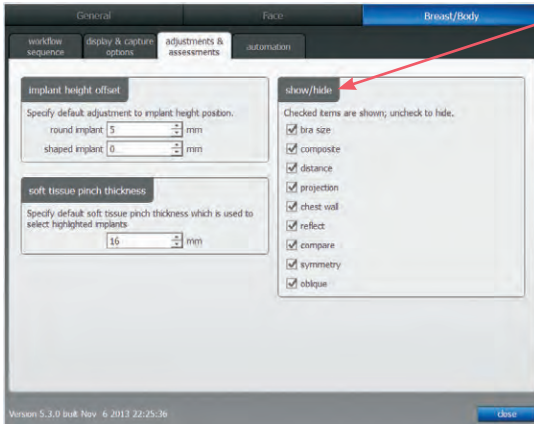 General
Face
Breast/Body
workflow
sequence
display & capture
options
adjustments &
assessments
automation
implant height offset
Specify default adjustment to implant height position.
round implant 5 mm
shaped implant 0 mm
soft tissue pinch thickness
Specify default soft tissue pinch thickness which is used to
select highlighted implants
16 mm
show/hide
Checked items are shown; uncheck to hide.
bra size
composite
distance
projection
chest wall
reflect
compare
symmetry
oblique
Version 5.3.0 built Nov 6 2013 22:25:36
close